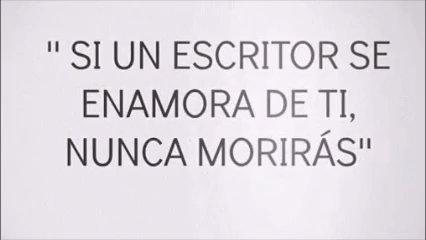 " SI UN ESCRITOR SE
ENAMORA DE TI,
NUNCA MORIRÁS"